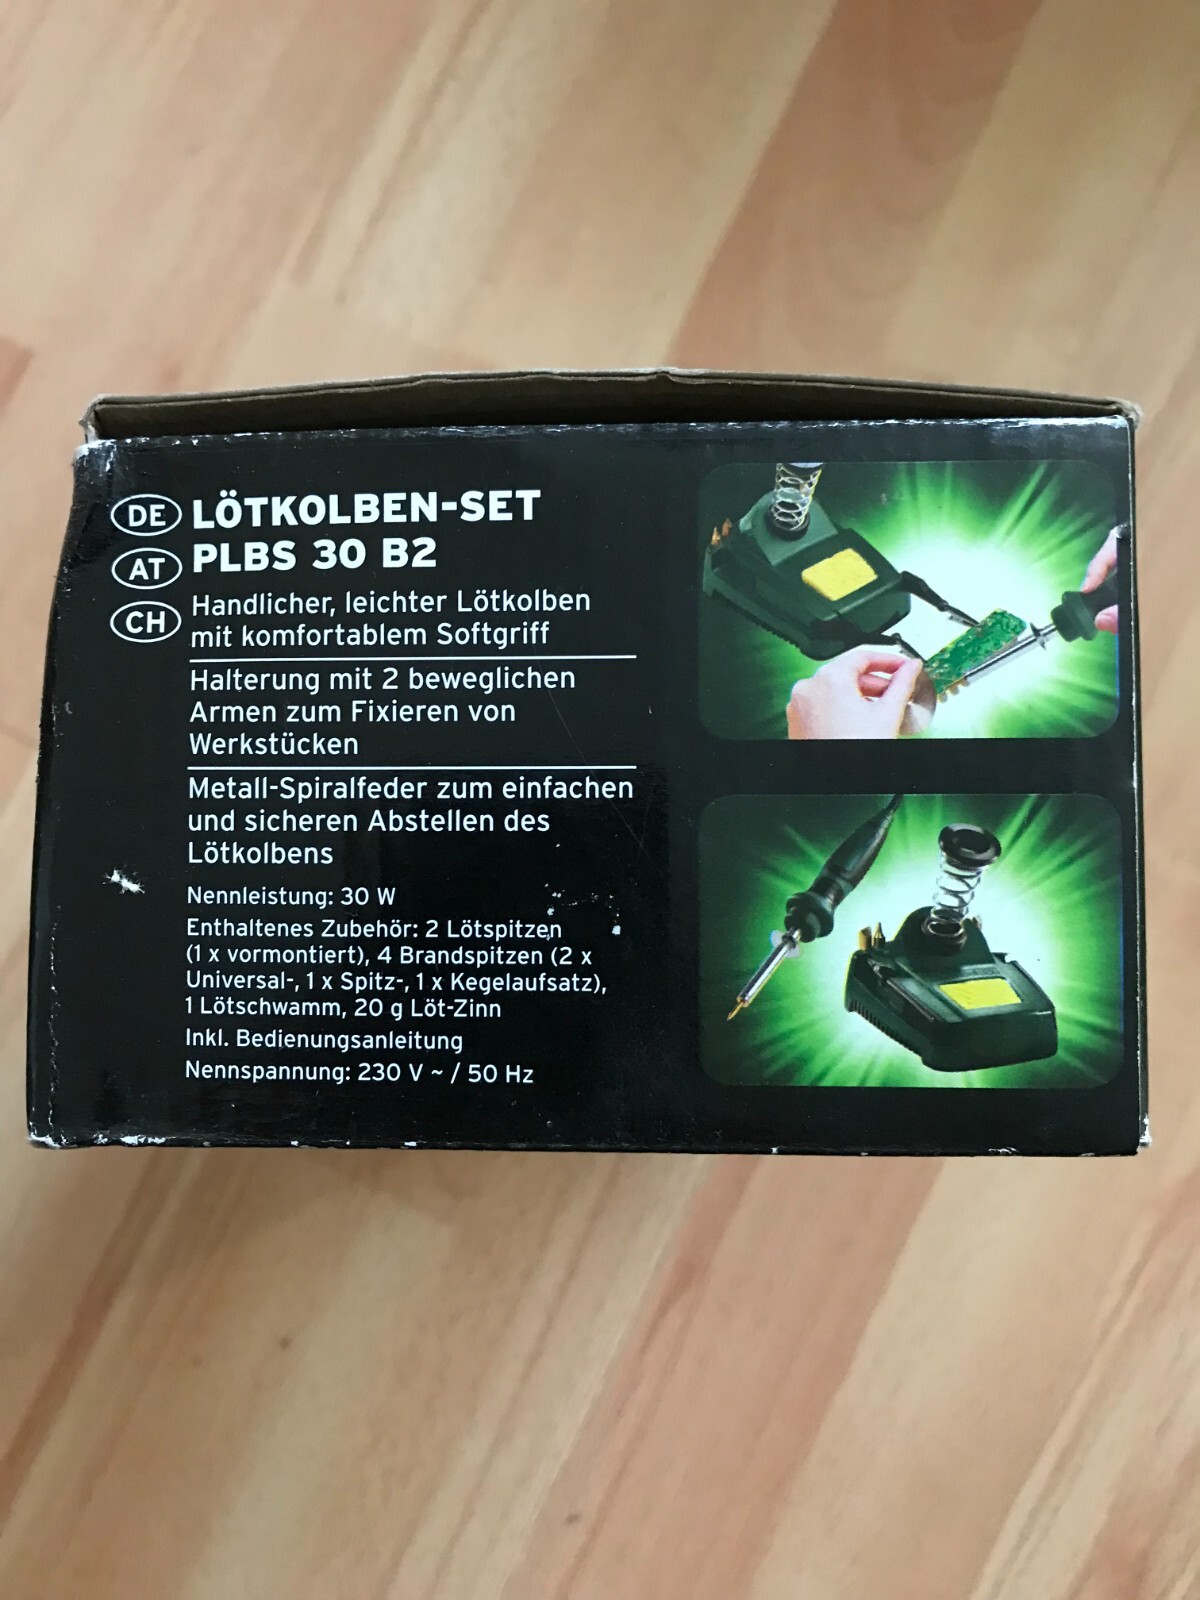 DE
LÖTKOLBEN-SET
AT
PLBS 30 B2
CH
Handlicher, leichter Lötkolben
mit komfortablem Softgriff
Halterung mit 2 beweglichen
Armen zum Fixieren von
Werkstücken
Metall-Spiralfeder zum einfachen
und sicheren Abstellen des
Lötkolbens
Nennleistung: 30 W
Enthaltenes Zubehör: 2 Lötspitzen
(1 x vormontiert), 4 Brandspitzen (2 x
Universal-, 1 x Spitz-, 1 x Kegelaufsatz),
1 Lötschwamm, 20 g Löt-Zinn
Inkl. Bedienungsanleitung
Nennspannung: 230 V ~ / 50 Hz